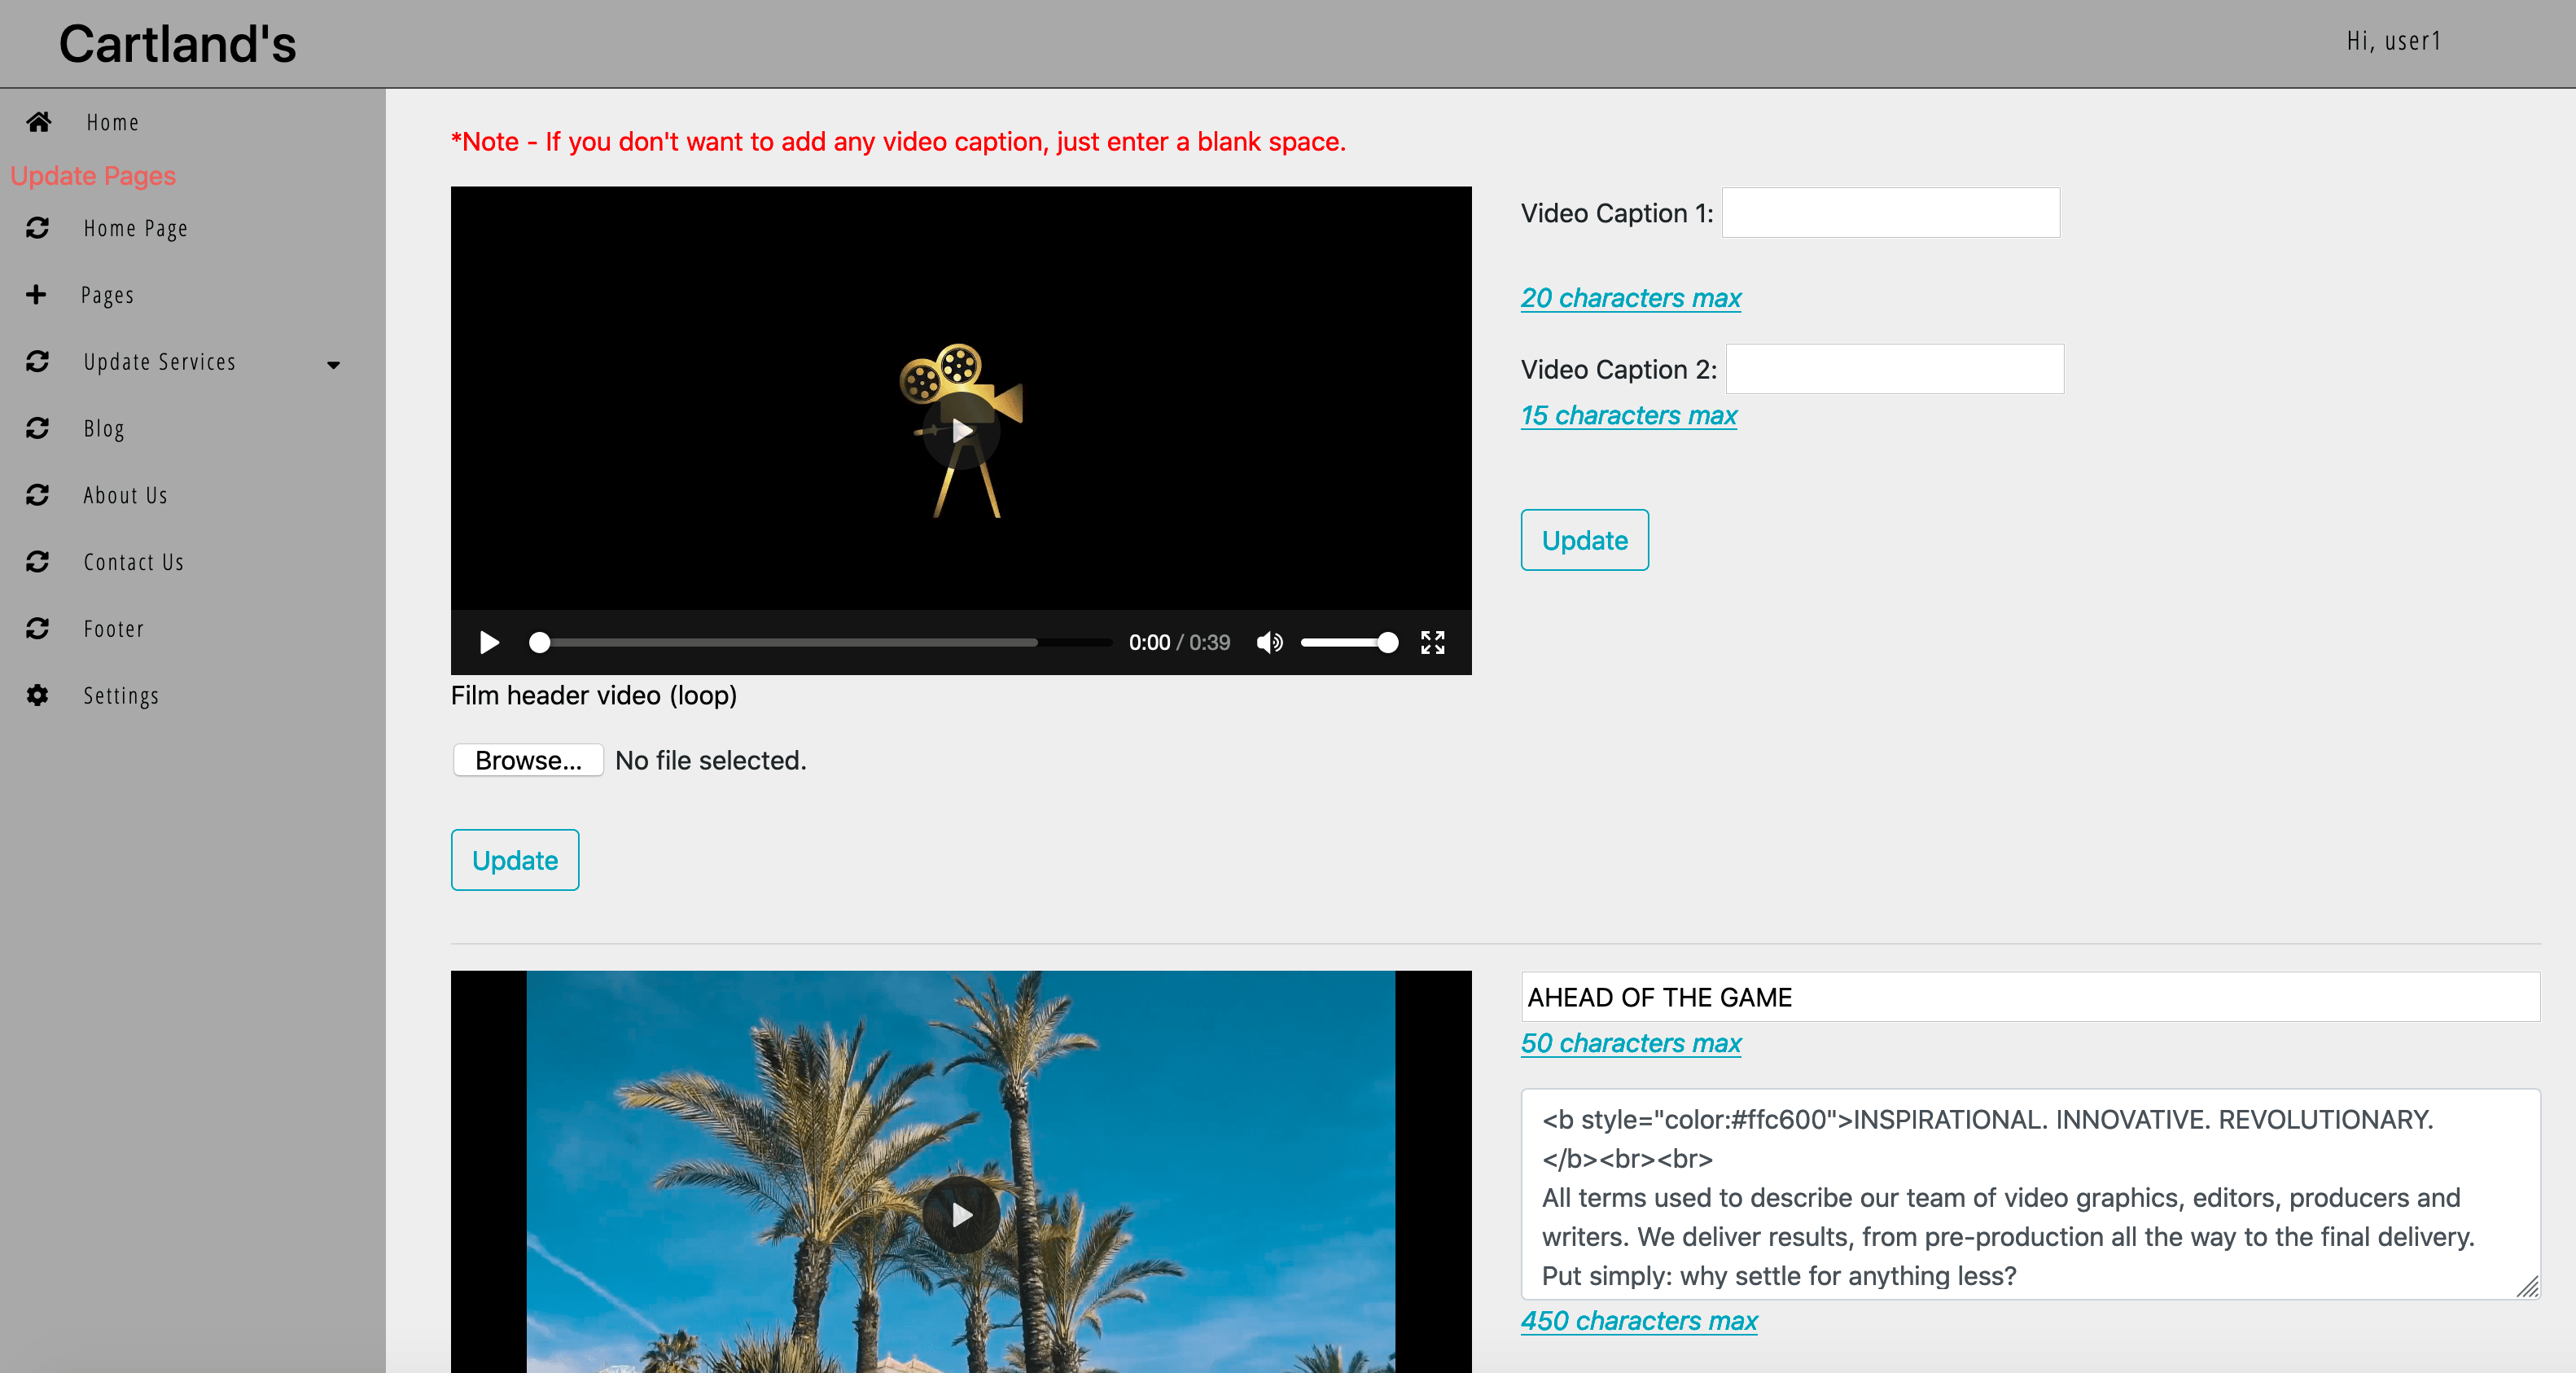 Cartland's
Hi, user1
Home
Update Pages
Home Page
Pages
Update Services
Blog
About Us
Contact Us
Footer
Settings
*Note - If you don't want to add any video caption, just enter a blank space.
0:00 / 0:39
Film header video (loop)
Browse... No file selected.
Update
Video Caption 1:
20 characters max
Video Caption 2:
15 characters max
Update
AHEAD OF THE GAME
50 characters max
<b style="color:#ffc600">INSPIRATIONAL. INNOVATIVE. REVOLUTIONARY.
</b><br><br>
All terms used to describe our team of video graphics, editors, producers and
writers. We deliver results, from pre-production all the way to the final delivery.
Put simply: why settle for anything less?
450 characters max